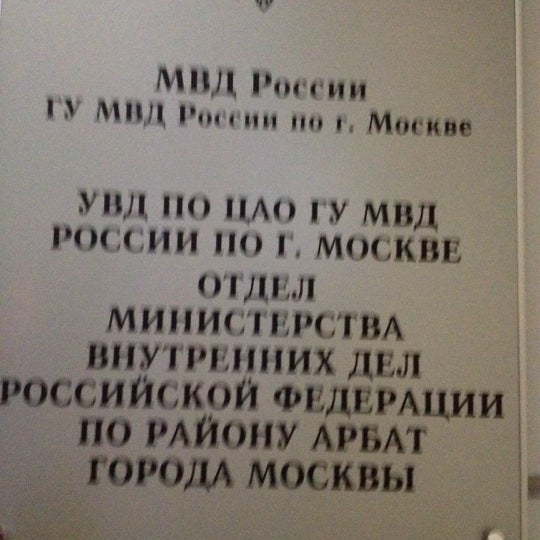 МВД России
ГУ МВД России по г. Москве
УВД ПО ЦАО ГУ МВД
РОССИИ ПО Г. МОСКВЕ
ОТДЕЛ
МИНИСТЕРСТВА
ВНУТРЕННИХ ДЕЛ
РОССИЙСКОЙ ФЕДЕРАЦИИ
ПО РАЙОНУ АРБАТ
ГОРОДА МОСКВЫ